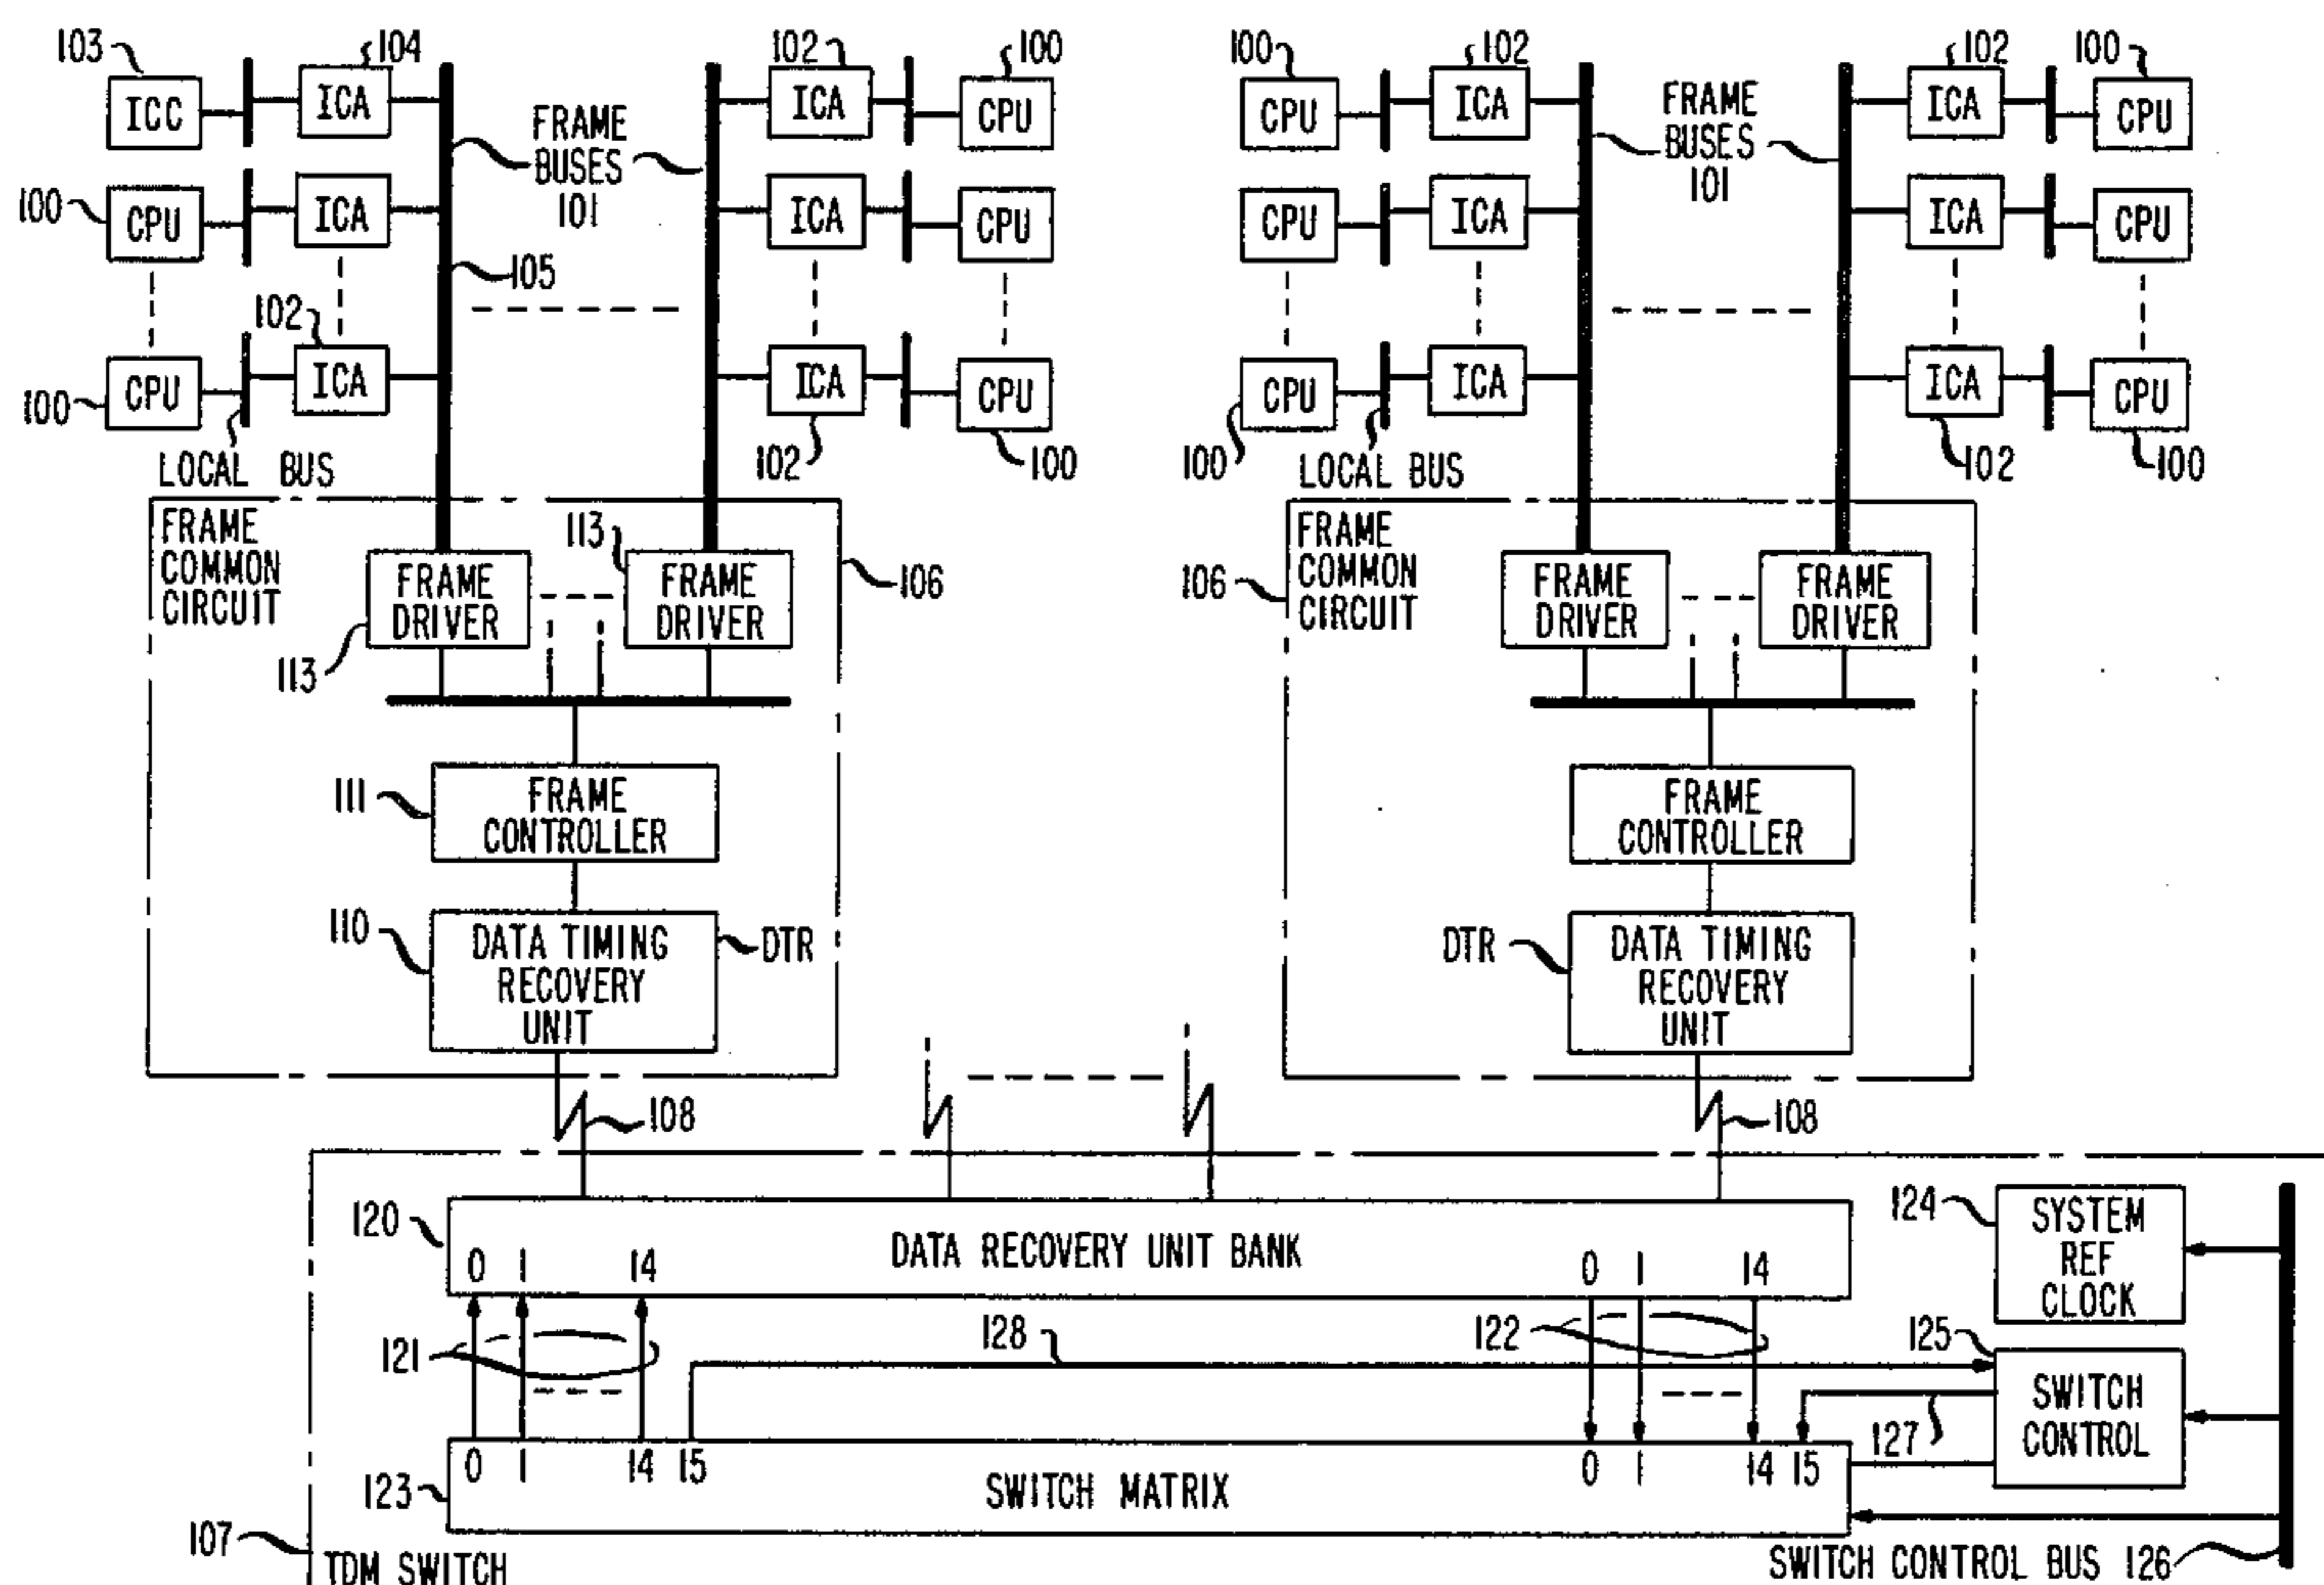 103
104
102
100
100
102
102
100
ICC
ICA
ICA
CPU
CPU
ICA
ICA
CPU
FRAME
BUSES
101
FRAME
BUSES
101
100
CPU
ICA
ICA
CPU
CPU
ICA
ICA
CPU
105
102
CPU
ICA
ICA
CPU
CPU
ICA
ICA
CPU
100
102
100
100
102
100
LOCAL BUS
LOCAL BUS
FRAME
COMMON
CIRCUIT
113
FRAME
DRIVER
FRAME
DRIVER
113
106
106
FRAME
COMMON
CIRCUIT
FRAME
DRIVER
FRAME
DRIVER
111
FRAME
CONTROLLER
FRAME
CONTROLLER
110
DATA TIMING
RECOVERY
UNIT
DTR
DTR
DATA TIMING
RECOVERY
UNIT
108
108
120
DATA RECOVERY UNIT BANK
0 1 14
0 1 14
124
SYSTEM
REF
CLOCK
121
128
122
125
SWITCH
CONTROL
127
0 1 14 15
0 1 14 15
123
SWITCH MATRIX
107
TDM SWITCH
SWITCH CONTROL BUS 126